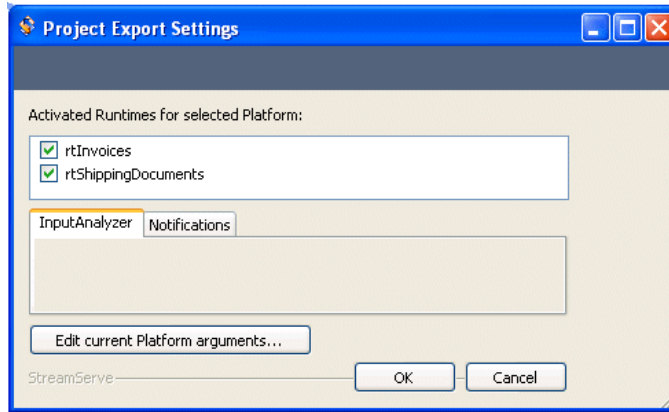 Project Export Settings
Activated Runtimes for selected Platform:
rtInvoices
rtShippingDocuments
InputAnalyzer Notifications
Edit current Platform arguments...
StreamServe OK Cancel